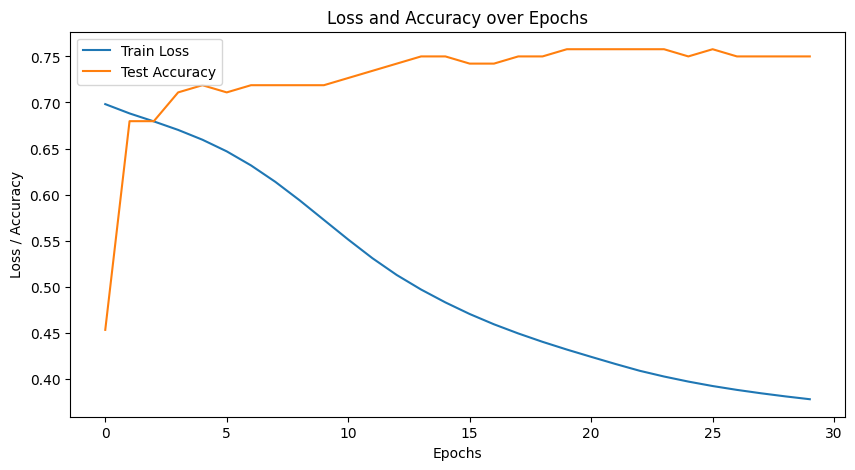 Loss and Accuracy over Epochs
Train Loss
Test Accuracy
Loss / Accuracy
0.75
0.70
0.65
0.60
0.55
0.50
0.45
0.40
0 5 10 15 20 25 30
Epochs